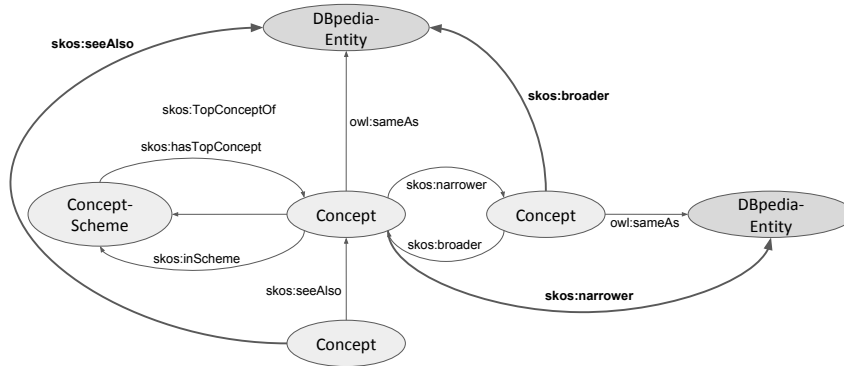 DBpedia-
Entity
skos:seeAlso
skos:broader
skos:TopConceptOf
owl:sameAs
skos:hasTopConcept
skos:narrower
Concept-
Scheme
Concept
Concept
DBpedia-
Entity
owl:sameAs
skos:broader
skos:inScheme
skos:seeAlso
skos:narrower
Concept